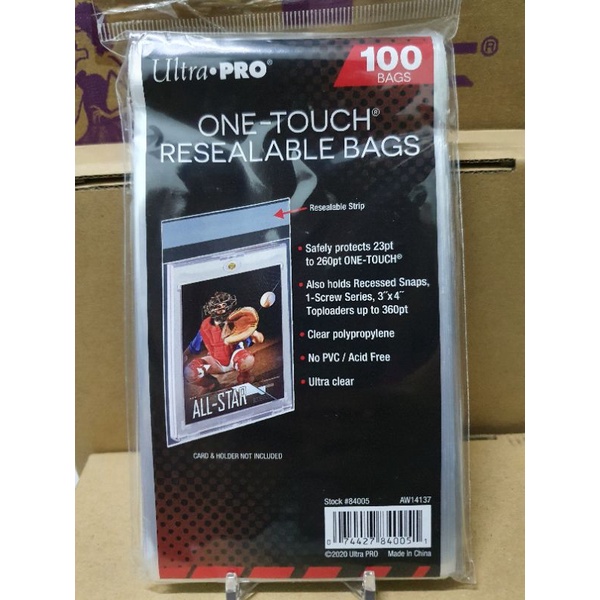 Ultra•PRO®
100
BAGS
®
ONE-TOUCH®
RESEALABLE BAGS
Resealable Strip
• Safely protects 23pt
to 260pt ONE-TOUCH®
• Also holds Recessed Snaps,
1-Screw Series, 3˝x 4˝
Toploaders up to 360pt
• Clear polypropylene
• No PVC / Acid Free
• Ultra clear
ALL-STAR
CARD & HOLDER NOT INCLUDED
Stock #84005 AW14137
0 74427 84005 1
©2020 Ultra PRO Made In China